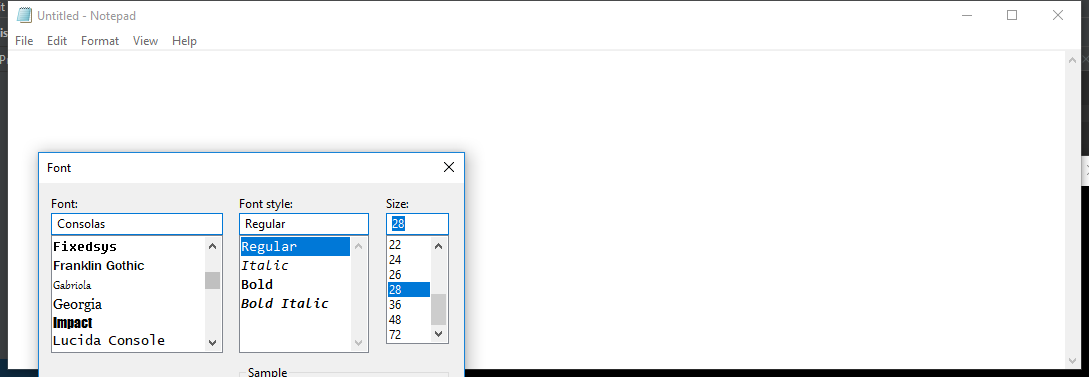 Untitled - Notepad
File Edit Format View Help
Font
Font: Font style: Size:
Consolas Regular 28
Fixedsys Regular 22
Franklin Gothic Italic 24
Gabriola Bold 26
Georgia Bold Italic 28
Impact 36
Lucida Console 48
72
Sample